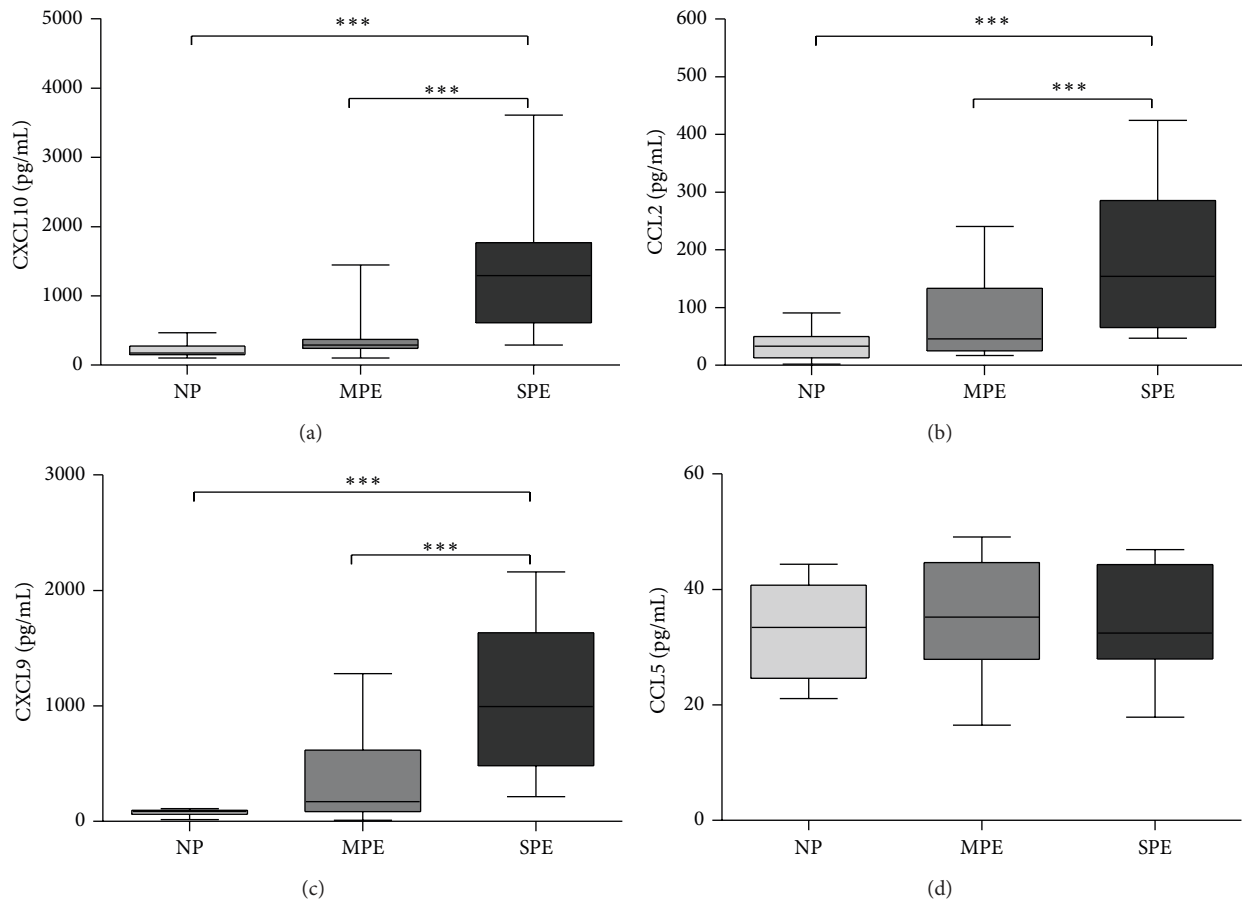 CXCL10 (pg/mL)
5000
4000
3000
2000
1000
0
***
***
NP MPE SPE
(a)
CCL2 (pg/mL)
600
500
400
300
200
100
0
***
***
NP MPE SPE
(b)
CXCL9 (pg/mL)
3000
2000
1000
0
***
***
NP MPE SPE
(c)
CCL5 (pg/mL)
60
40
20
0
NP MPE SPE
(d)